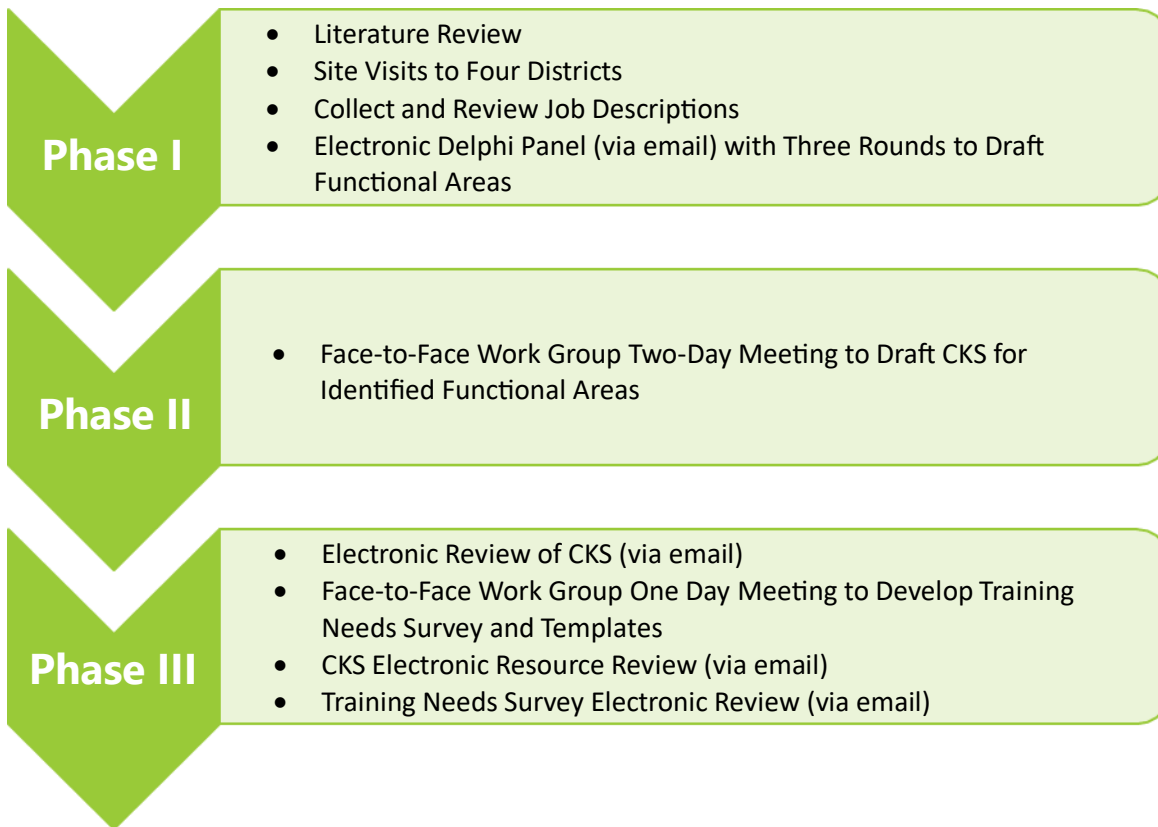 Phase I
• Literature Review
• Site Visits to Four Districts
• Collect and Review Job Descriptions
• Electronic Delphi Panel (via email) with Three Rounds to Draft
Functional Areas
Phase II
• Face-to-Face Work Group Two-Day Meeting to Draft CKS for
Identified Functional Areas
Phase III
• Electronic Review of CKS (via email)
• Face-to-Face Work Group One Day Meeting to Develop Training
Needs Survey and Templates
• CKS Electronic Resource Review (via email)
• Training Needs Survey Electronic Review (via email)